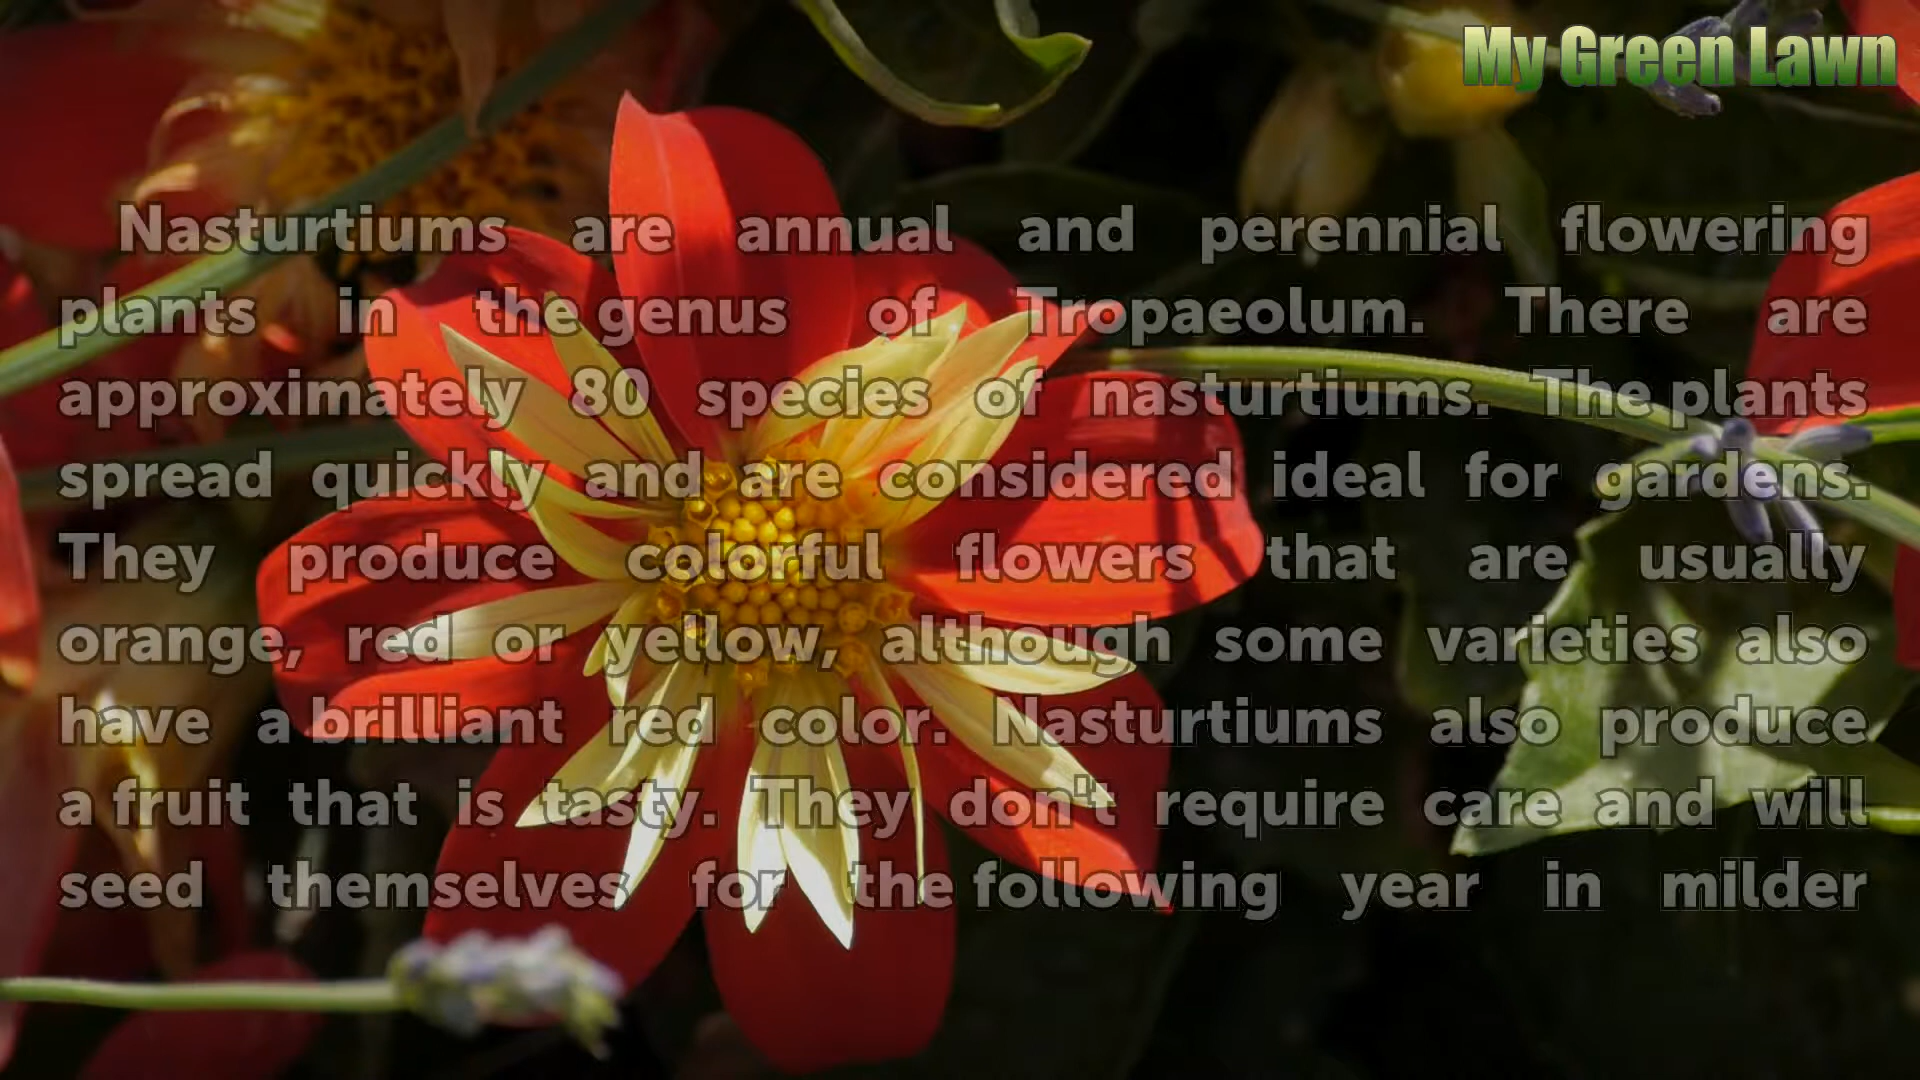 My Green Lawn
Nasturtiums are annual and perennial flowering
plants in the genus of Tropaeolum. There are
approximately 80 species of nasturtiums. The plants
spread quickly and are considered ideal for gardens.
They produce colorful flowers that are usually
orange, red or yellow, although some varieties also
have a brilliant red color. Nasturtiums also produce
a fruit that is tasty. They don't require care and will
seed themselves for the following year in milder